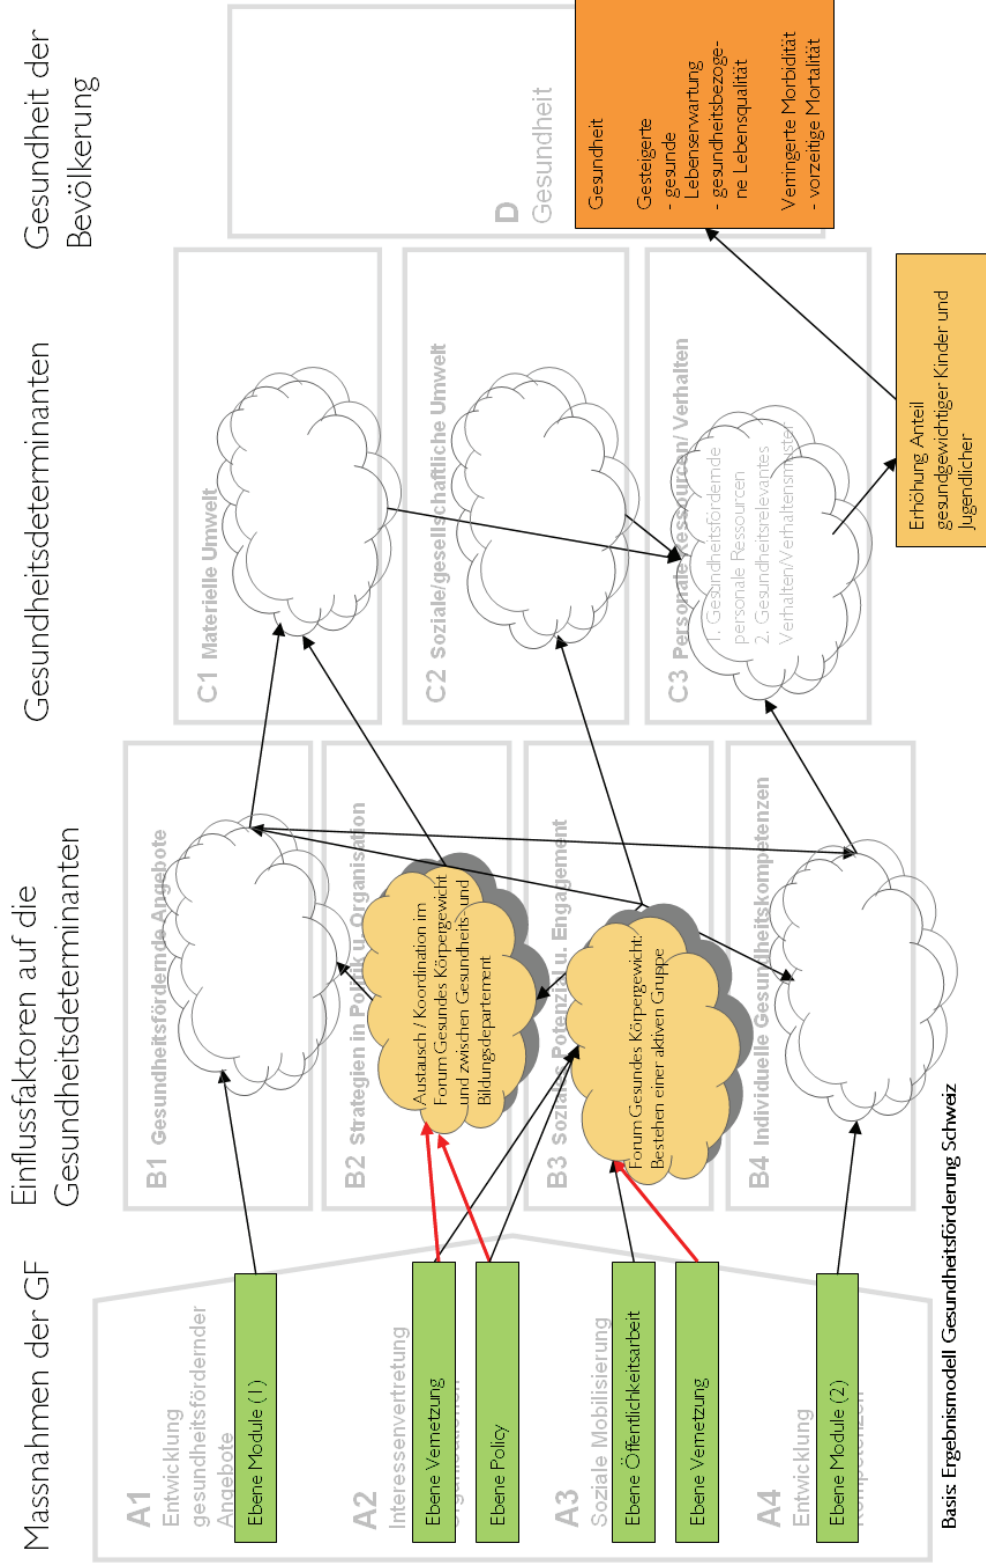 Massnahmen der GF
Einflussfaktoren auf die
Gesundheitsdeterminanten
Gesundheitsdeterminanten
Gesundheit der
Bevölkerung
A1
Entwicklung
gesundheitsfördernder
Angebote
Ebene Module (1)
A2
Interessenvertretung
Ebene Vernetzung
Ebene Policy
A3
Soziale Mobilisierung
Ebene Öffentlichkeitsarbeit
Ebene Vernetzung
A4
Entwicklung
Ebene Module (2)
Kompetenzen
B1 Gesundheitsfördernde Angebote
B2 Strategien in Politik u. Organisation
Austausch / Koordination im
Forum Gesundes Körpergewicht
und zwischen Gesundheits- und
Bildungsdepartement
B3 Soziales Potenzial u. Engagement
Forum Gesundes Körpergewicht:
Bestehen einer aktiven Gruppe
B4 Individuelle Gesundheitskompetenzen
C1 Materielle Umwelt
C2 Soziale/gesellschaftliche Umwelt
C3 Personale Ressourcen/ Verhalten
1. Gesundheitsfördernde
personale Ressourcen
2. Gesundheitsrelevantes
Verhalten/Verhaltensmuster
Erhöhung Anteil
gesundgewichtiger Kinder und
Jugendlicher
D
Gesundheit
Gesundheit
Gesteigerte
- gesunde
Lebenserwartung
- gesundheitsbezoge-
ne Lebensqualität
Verringerte Morbidität
- vorzeitige Mortalität
Basis: Ergebnismodell Gesundheitsförderung Schweiz